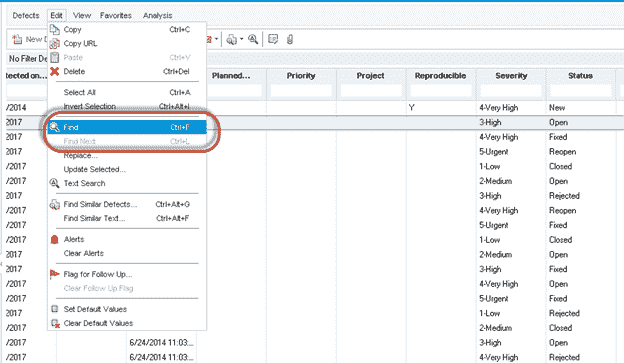 Defects Edit View Favorites Analysis
Copy Ctrl+C
New D
Copy URL
No Filter De
Paste Ctrl+V
Delete Ctrl+Del
tected on... Planned... Priority Project Reproducible Severity Status
Select All Ctrl+A
/2014 Invert Selection Ctrl+Alt+I Y 4-Very High New
2017 Find Ctrl+F 3-High Open
/2017 Find Next Ctrl+L 4-Very High Fixed
/2017 Replace... 5-Urgent Reopen
2017 Update Selected... 1-Low Closed
/2017 Text Search 2-Medium Open
/2017 3-High Rejected
2017 Find Similar Defects... Ctrl+Alt+G 4-Very High Reopen
/2017 Find Similar Text... Ctrl+Alt+F 5-Urgent Fixed
/2017 Alerts 1-Low Closed
2017 Clear Alerts 2-Medium Open
/2017 Flag for Follow Up... 3-High Fixed
/2017 Clear Follow Up Flag 4-Very High Open
2017 5-Urgent Fixed
/2017 Set Default Values 1-Low Rejected
/2017 Clear Default Values 2-Medium Closed
/2017 6/24/2014 11:03:... 3-High Fixed
/2017 6/24/2014 11:03:... 4-Very High Rejected